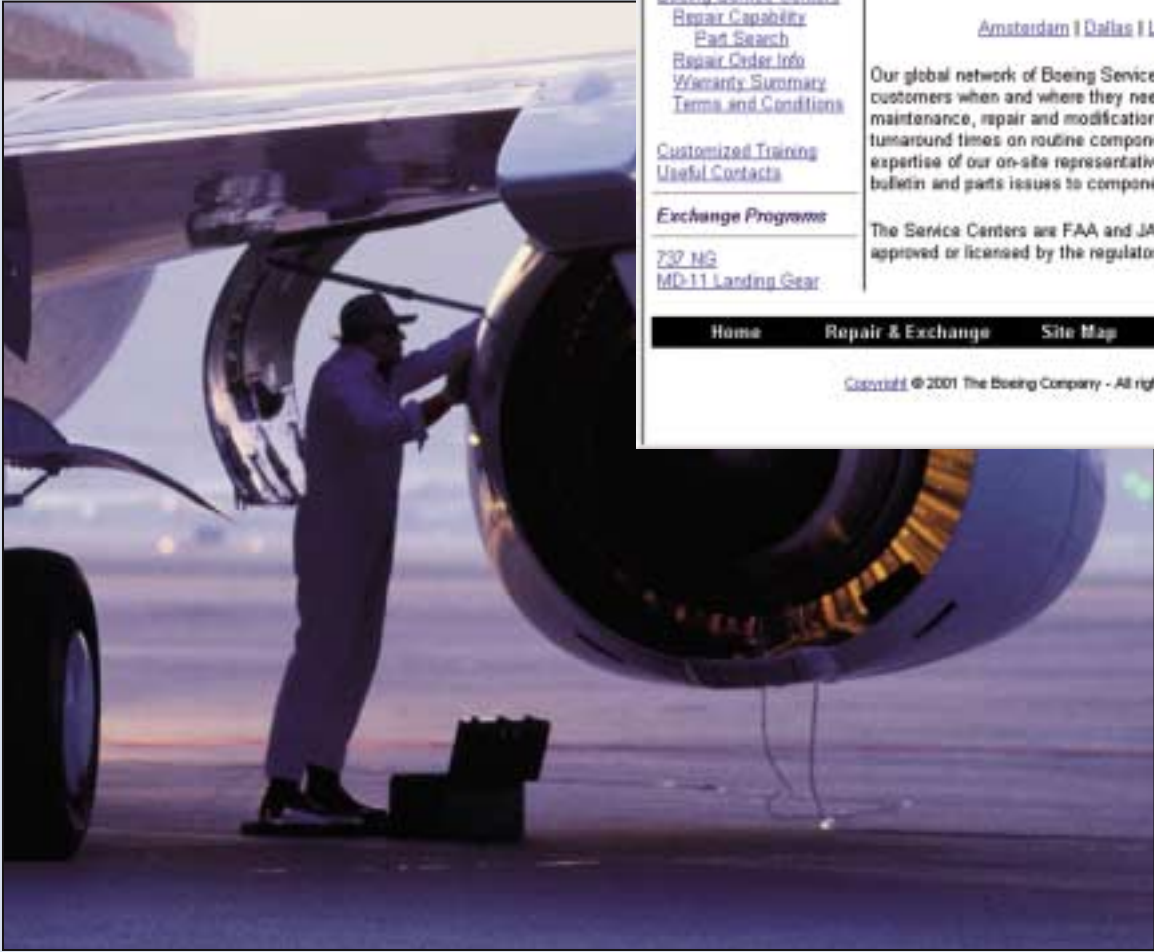 Repair Capability
Part Search
Repair Order Info
Warranty Summary
Terms and Conditions
Customized Training
Useful Contacts
Exchange Programs
737 NG
MD-11 Landing Gear
Amsterdam | Dallas | L
Our global network of Boeing Service
customers when and where they nee
maintenance, repair and modification
turnaround times on routine compon
expertise of our on-site representativ
bulletin and parts issues to compone
The Service Centers are FAA and JA
approved or licensed by the regulator
Home Repair & Exchange Site Map
Copyright © 2001 The Boeing Company - All righ